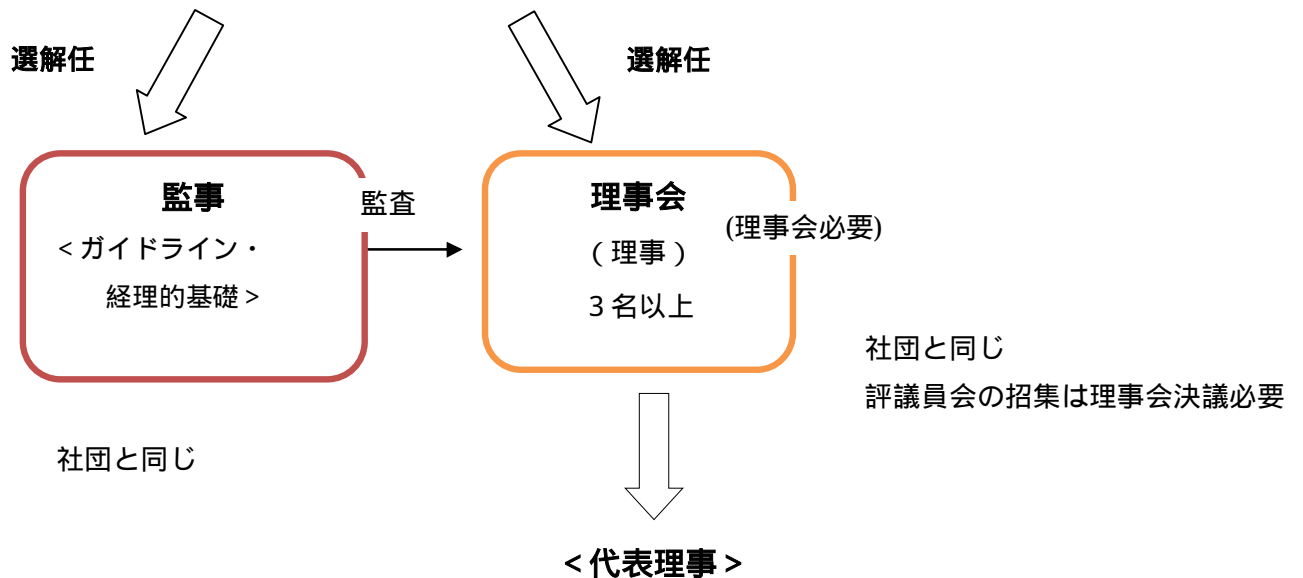 選解任
選解任
監事
<ガイドライン・
経理的基礎>
監査
理事会
(理事)
３名以上
(理事会必要)
社団と同じ
評議員会の招集は理事会決議必要
社団と同じ
<代表理事>